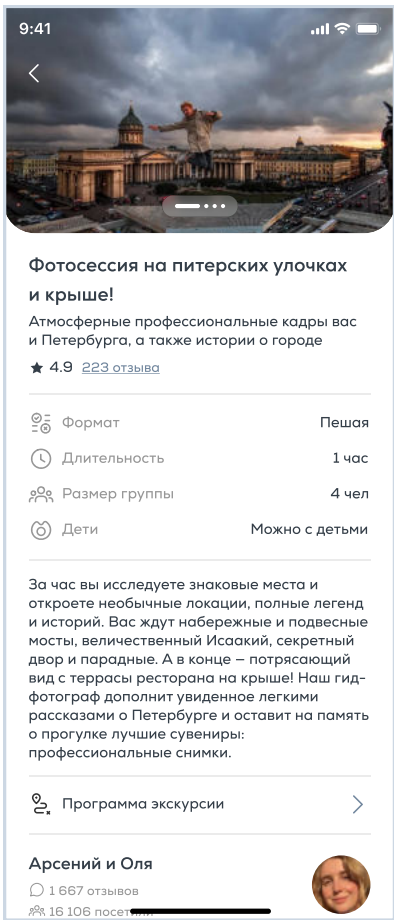 9:41
Фотосессия на питерских улочках
и крыше!
Атмосферные профессиональные кадры вас
и Петербурга, а также истории о городе
4.9 223 отзыва
Формат Пешая
Длительность 1 час
Размер группы 4 чел
Дети Можно с детьми
За час вы исследуете знаковые места и
откроете необычные локации, полные легенд
и историй. Вас ждут набережные и подвесные
мосты, величественный Исаакий, секретный
двор и парадные. А в конце — потрясающий
вид с террасы ресторана на крыше! Наш гид-
фотограф дополнит увиденное легкими
рассказами о Петербурге и оставит на память
о прогулке лучшие сувениры:
профессиональные снимки.
Программа экскурсии
Арсений и Оля
1 667 отзывов
16 106